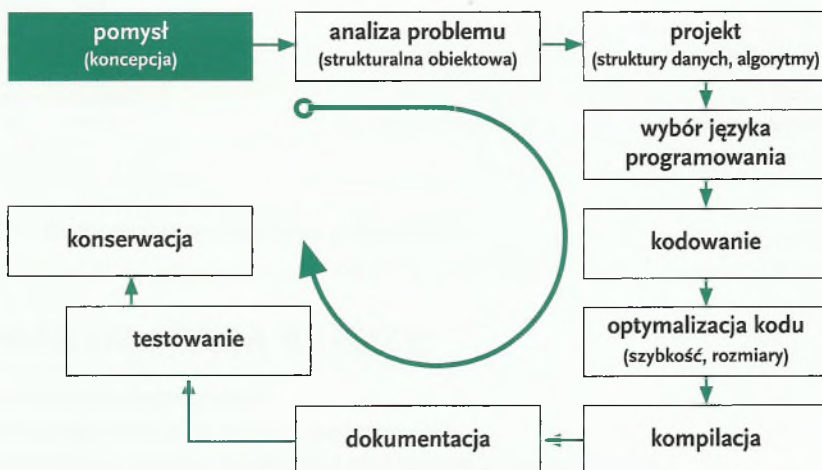 pomysł
(koncepcja)
analiza problemu
(strukturalna obiektowa)
projekt
(struktury danych, algorytmy)
wybór języka
programowania
kodowanie
optymalizacja kodu
(szybkość, rozmiary)
kompilacja
dokumentacja
testowanie
konserwacja